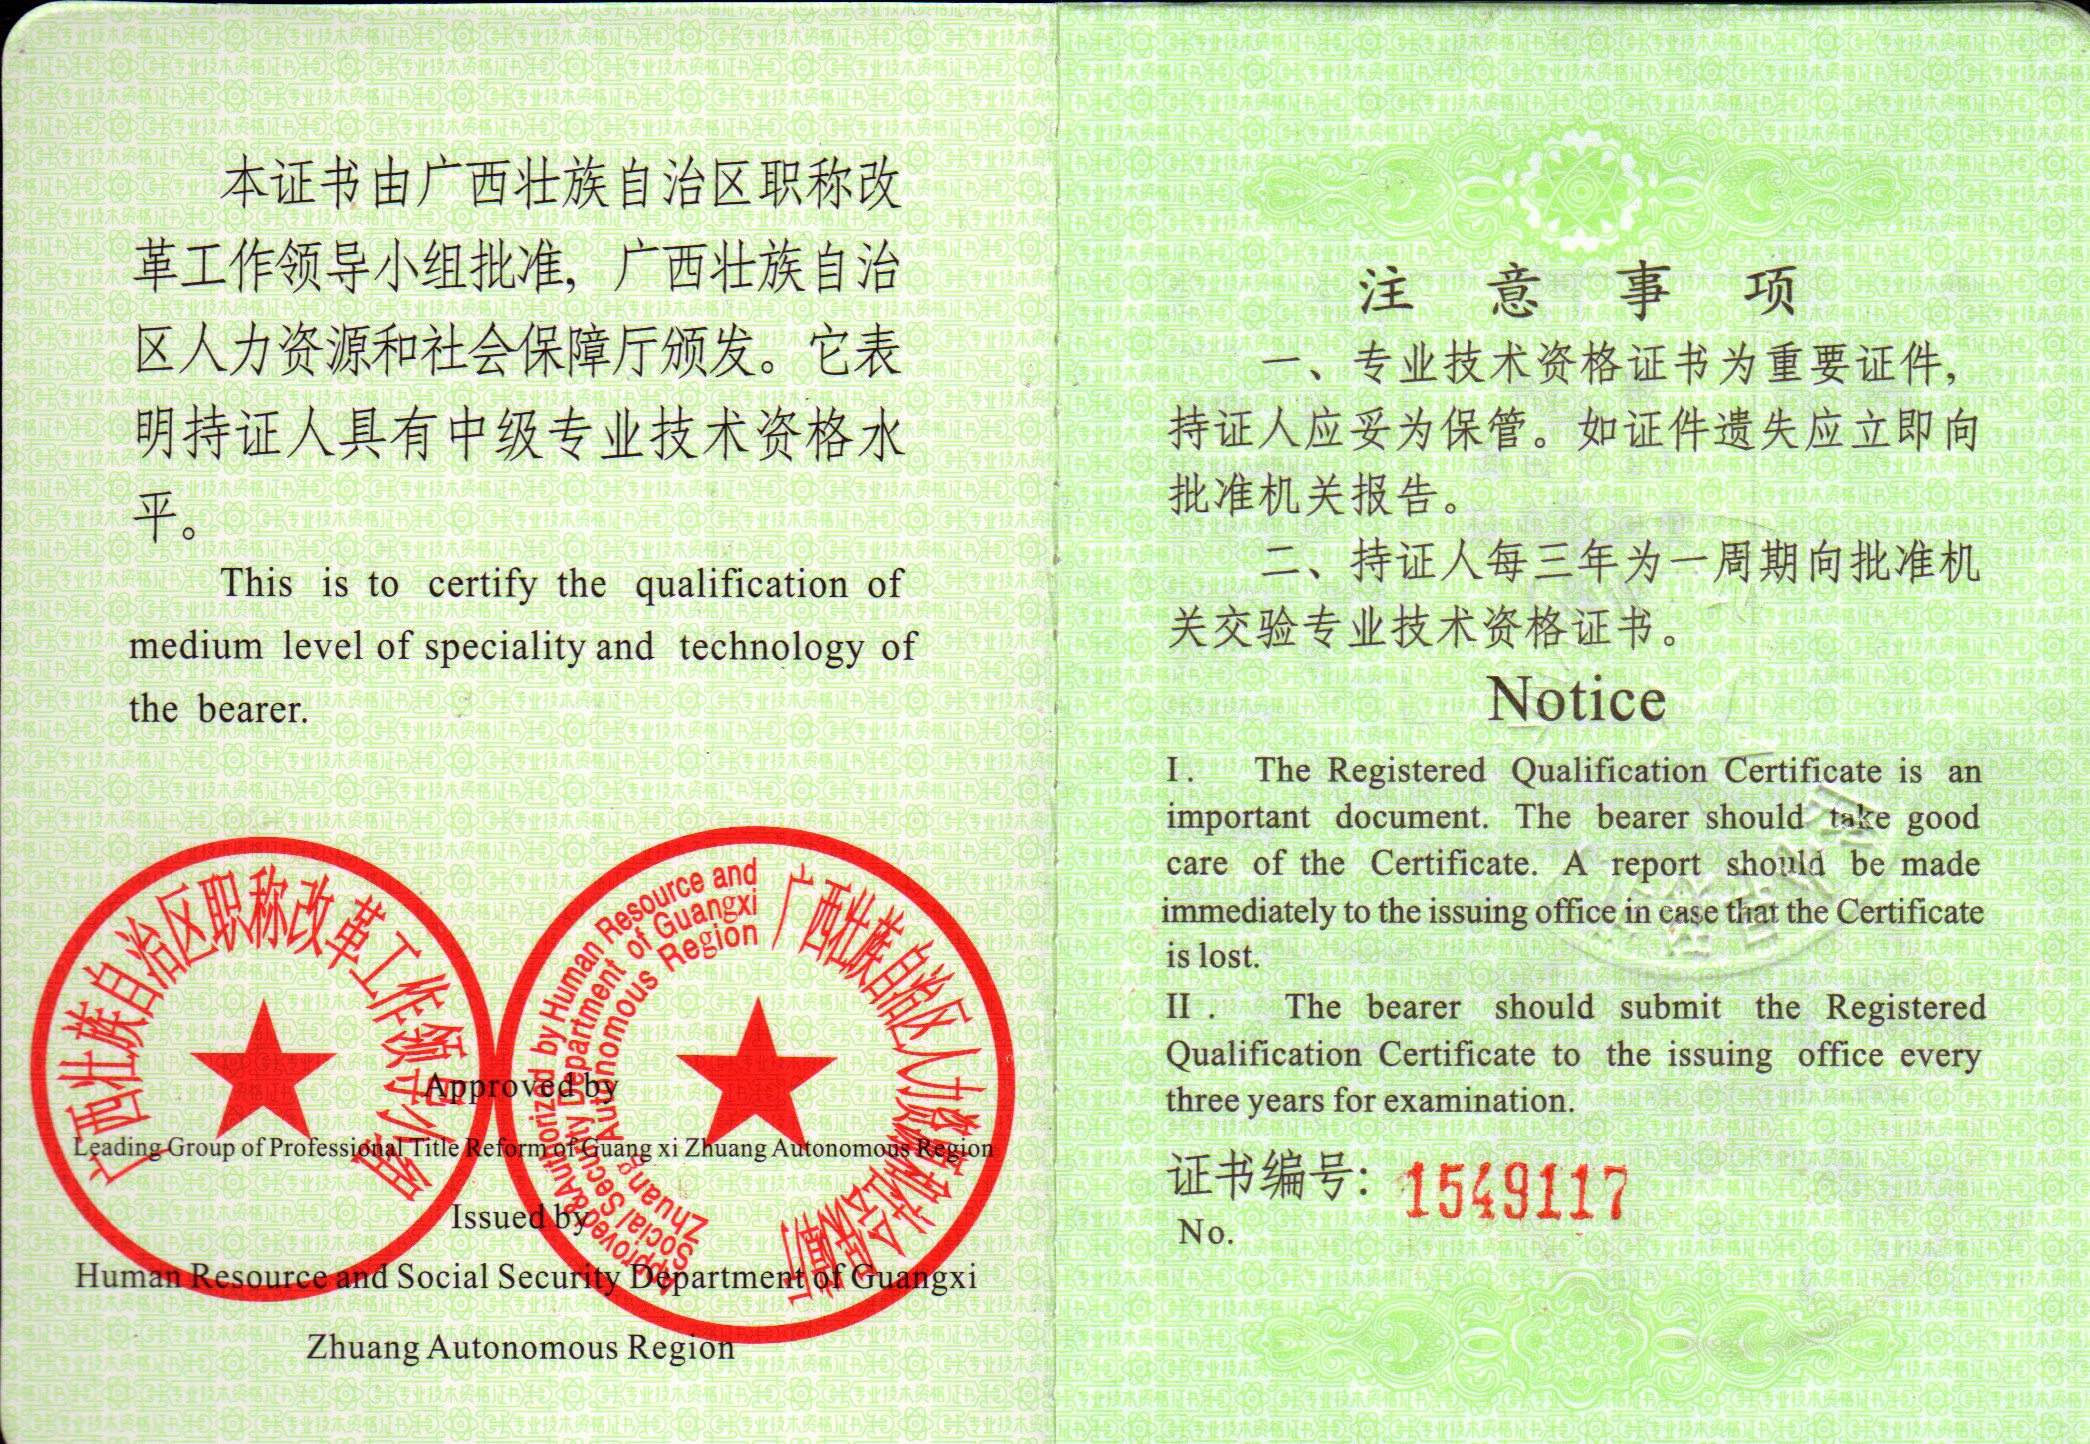 本证书由广西壮族自治区职称改
革工作领导小组批准，广西壮族自治
区人力资源和社会保障厅颁发。它表
明持证人具有中级专业技术资格水
平。
This is to certify the qualification of
medium level of speciality and technology of
the bearer.
广西壮族自治区职称改革工作领导小组
Approved&Authorized by Human Resource and
Social Security Department of Guangxi
Zhuang Autonomous Region
广西壮族自治区人力资源和社会保障厅
Approved by
Leading Group of Professional Title Reform of Guang xi Zhuang Autonomous Region
Issued by
Human Resource and Social Security Department of Guangxi
Zhuang Autonomous Region
注意事项
一、专业技术资格证书为重要证件，
持证人应妥为保管。如证件遗失应立即向
批准机关报告。
二、持证人每三年为一周期向批准机
关交验专业技术资格证书。
Notice
I. The Registered Qualification Certificate is an
important document. The bearer should take good
care of the Certificate. A report should be made
immediately to the issuing office in case that the Certificate
is lost.
II. The bearer should submit the Registered
Qualification Certificate to the issuing office every
three years for examination.
证书编号：1549117
No.